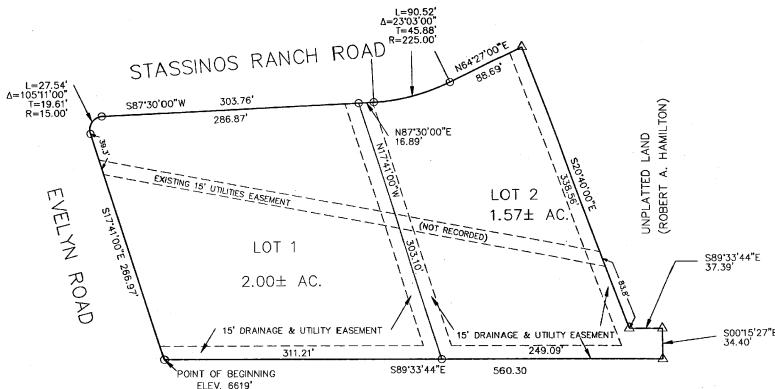 L=90.52'
Δ=23°03'00"
T=45.88'
R=225.00'
N64°27'00"E
88.69'
STASSINOS RANCH ROAD
L=27.54'
Δ=105°11'00"
T=19.61'
R=15.00'
S87°30'00"W 303.76'
286.87'
N87°30'00"E
16.89'
39.3'
EXISTING 15' UTILITIES EASEMENT
(NOT RECORDED)
N17°41'00"W
303.10'
LOT 2
1.57± AC.
S20°40'00"E
338.56'
UNPLATTED LAND
(ROBERT A. HAMILTON)
EVELYN ROAD
S17°41'00"E 266.97'
LOT 1
2.00± AC.
83.8'
S89°33'44"E
37.39'
15' DRAINAGE & UTILITY EASEMENT
15' DRAINAGE & UTILITY EASEMENT
S00°15'27"E
34.40'
311.21'
249.09'
POINT OF BEGINNING
ELEV. 6619'
S89°33'44"E
560.30